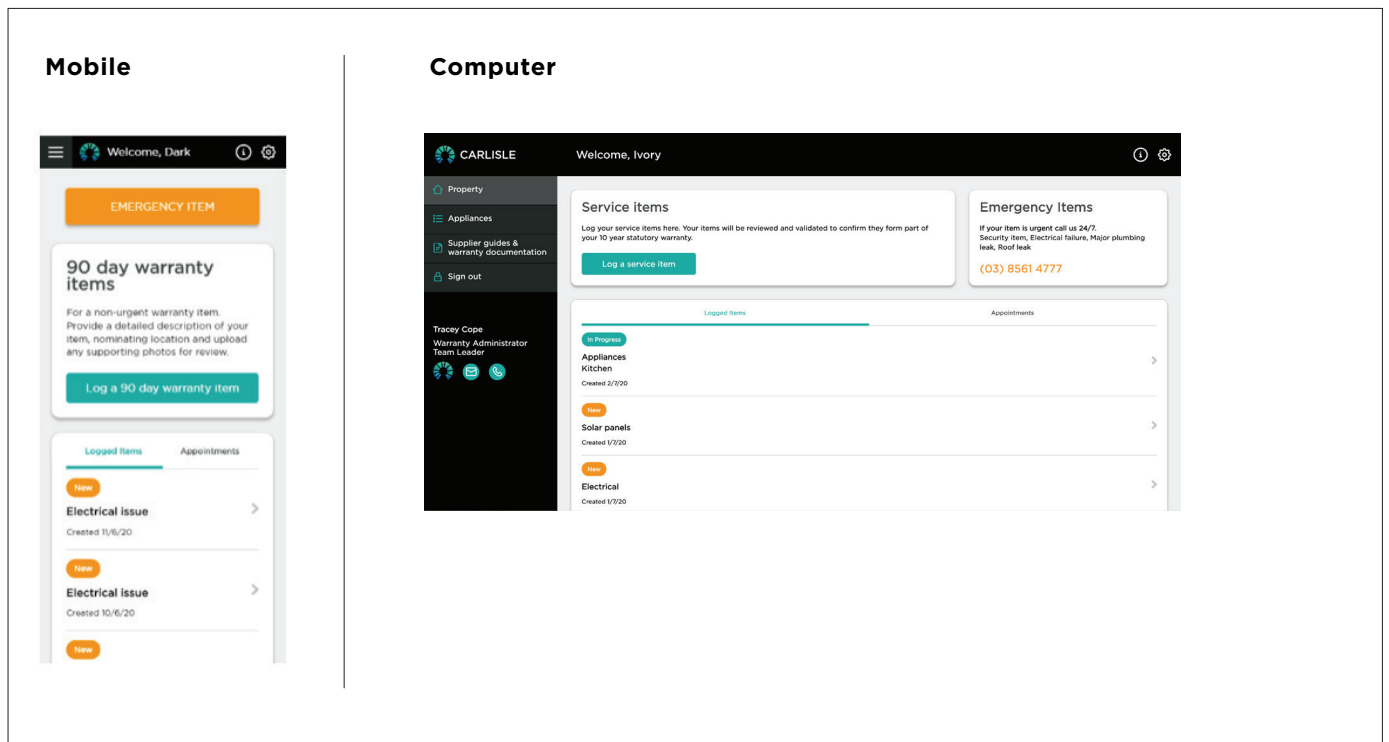 Mobile
Welcome, Dark
EMERGENCY ITEM
90 day warranty
items
For a non-urgent warranty item.
Provide a detailed description of your
item, nominating location and upload
any supporting photos for review.
Log a 90 day warranty item
Logged Items
Appointments
New
Electrical issue
Created 11/6/20
New
Electrical issue
Created 10/6/20
New
Computer
CARLISLE
Welcome, Ivory
Property
Appliances
Supplier guides &
warranty documentation
Sign out
Tracey Cope
Warranty Administrator
Team Leader
Service items
Log your service items here. Your items will be reviewed and validated to confirm they form part of
your 10 year statutory warranty.
Log a service item
Emergency Items
If your item is urgent call us 24/7.
Security item, Electrical failure, Major plumbing
leak, Roof leak
(03) 8561 4777
Logged Items
Appointments
In Progress
Appliances
Kitchen
Created 2/7/20
New
Solar panels
Created 1/7/20
New
Electrical
Created 1/7/20